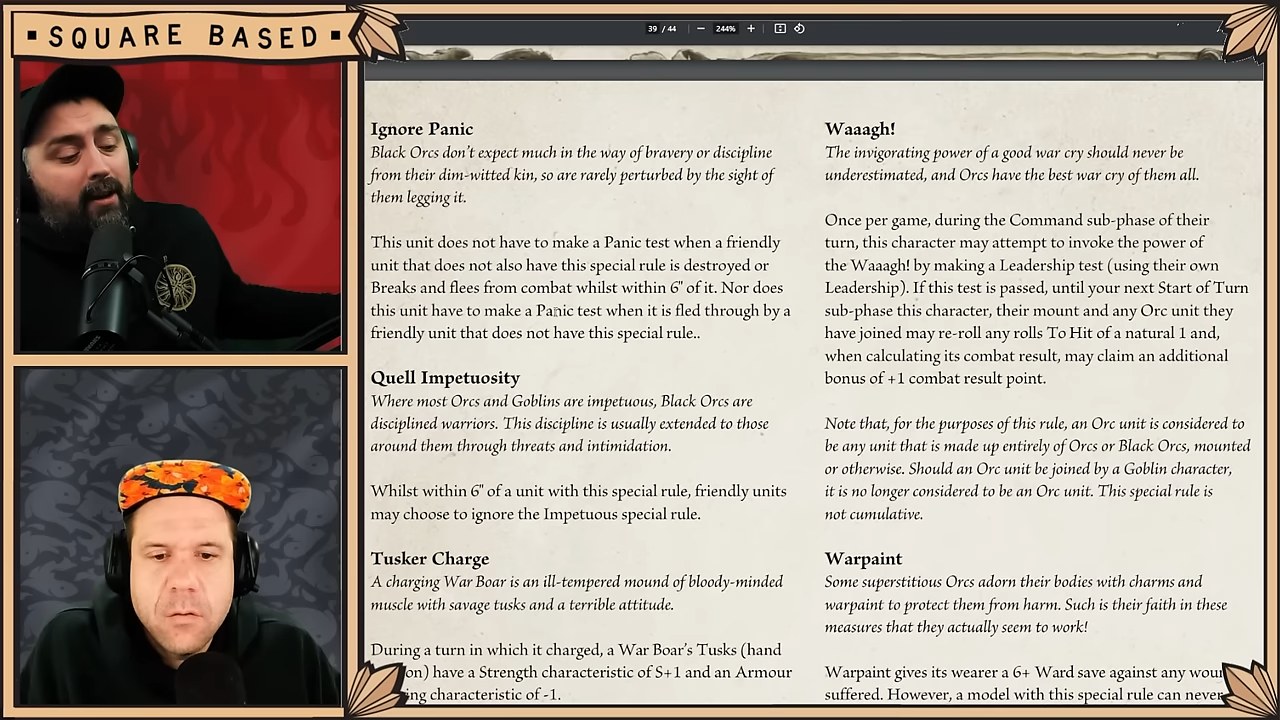 SQUARE BASED
39 / 44
244%
Ignore Panic
Black Orcs don't expect much in the way of bravery or discipline
from their dim-witted kin, so are rarely perturbed by the sight of
them legging it.
This unit does not have to make a Panic test when a friendly
unit that does not also have this special rule is destroyed or
Breaks and flees from combat whilst within 6" of it. Nor does
this unit have to make a Panic test when it is fled through by a
friendly unit that does not have this special rule..
Quell Impetuosity
Where most Orcs and Goblins are impetuous, Black Orcs are
disciplined warriors. This discipline is usually extended to those
around them through threats and intimidation.
Whilst within 6" of a unit with this special rule, friendly units
may choose to ignore the Impetuous special rule.
Tusker Charge
A charging War Boar is an ill-tempered mound of bloody-minded
muscle with savage tusks and a terrible attitude.
During a turn in which it charged, a War Boar's Tusks (hand
on) have a Strength characteristic of S+1 and an Armour
ing characteristic of -1.
Waaagh!
The invigorating power of a good war cry should never be
underestimated, and Orcs have the best war cry of them all.
Once per game, during the Command sub-phase of their
turn, this character may attempt to invoke the power of
the Waaagh! by making a Leadership test (using their own
Leadership). If this test is passed, until your next Start of Turn
sub-phase this character, their mount and any Orc unit they
have joined may re-roll any rolls To Hit of a natural 1 and,
when calculating its combat result, may claim an additional
bonus of +1 combat result point.
Note that, for the purposes of this rule, an Orc unit is considered to
be any unit that is made up entirely of Orcs or Black Orcs, mounted
or otherwise. Should an Orc unit be joined by a Goblin character,
it is no longer considered to be an Orc unit. This special rule is
not cumulative.
Warpaint
Some superstitious Orcs adorn their bodies with charms and
warpaint to protect them from harm. Such is their faith in these
measures that they actually seem to work!
Warpaint gives its wearer a 6+ Ward save against any wou
suffered. However, a model with this special rule can never